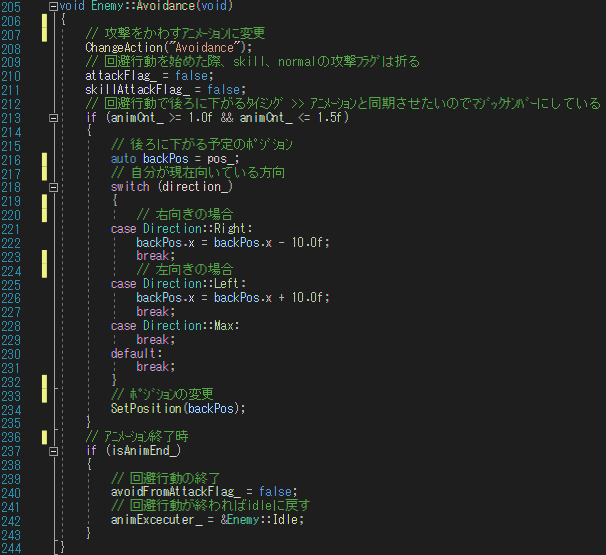 205 void Enemy::Avoidance(void)
206 {
207 // 攻撃をかわすｱﾆﾒｰｼｮﾝに変更
208 ChangeAction("Avoidance");
209 // 回避行動を始めた際、skill、normalの攻撃ﾌﾗｸﾞは折る
210 attackFlag_ = false;
211 skillAttackFlag_ = false;
212 // 回避行動で後ろに下がるﾀｲﾐﾝｸﾞ >> ｱﾆﾒｰｼｮﾝと同期させたいのでﾏｼﾞｯｸﾅﾝﾊﾞｰにしている
213 if (animCnt_ >= 1.0f && animCnt_ <= 1.5f)
214 {
215 // 後ろに下がる予定のﾎﾟｼﾞｼｮﾝ
216 auto backPos = pos_;
217 // 自分が現在向いている方向
218 switch (direction_)
219 {
220 // 右向きの場合
221 case Direction::Right:
222 backPos.x = backPos.x - 10.0f;
223 break;
224 // 左向きの場合
225 case Direction::Left:
226 backPos.x = backPos.x + 10.0f;
227 break;
228 case Direction::Max:
229 break;
230 default:
231 break;
232 }
233 // ﾎﾟｼﾞｼｮﾝの変更
234 SetPosition(backPos);
235 }
236 // ｱﾆﾒｰｼｮﾝ終了時
237 if (isAnimEnd_)
238 {
239 // 回避行動の終了
240 avoidFromAttackFlag_ = false;
241 // 回避行動が終わればidleに戻す
242 animExcecuter_ = &Enemy::Idle;
243 }
244 }